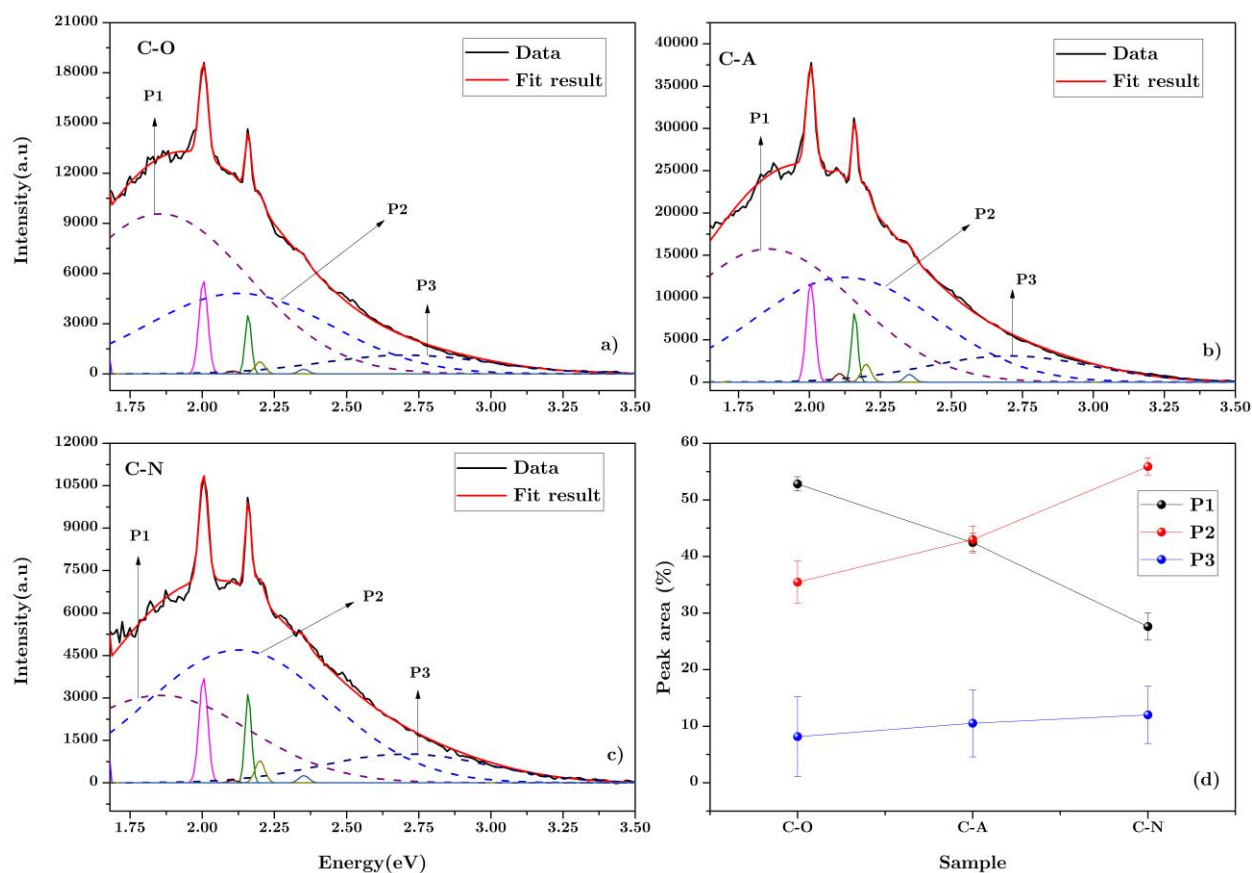 C-O
Data
Fit result
P1
P2
P3
a)
Intensity(a.u)
21000
18000
15000
12000
9000
6000
3000
0
1.75 2.00 2.25 2.50 2.75 3.00 3.25 3.50
C-A
Data
Fit result
P1
P2
P3
b)
40000
35000
30000
25000
20000
15000
10000
5000
0
1.75 2.00 2.25 2.50 2.75 3.00 3.25 3.50
C-N
Data
Fit result
P1
P2
P3
c)
Intensity(a.u)
12000
10500
9000
7500
6000
4500
3000
1500
0
1.75 2.00 2.25 2.50 2.75 3.00 3.25 3.50
Energy(eV)
P1
P2
P3
(d)
Peak area (%)
60
50
40
30
20
10
0
C-O C-A C-N
Sample